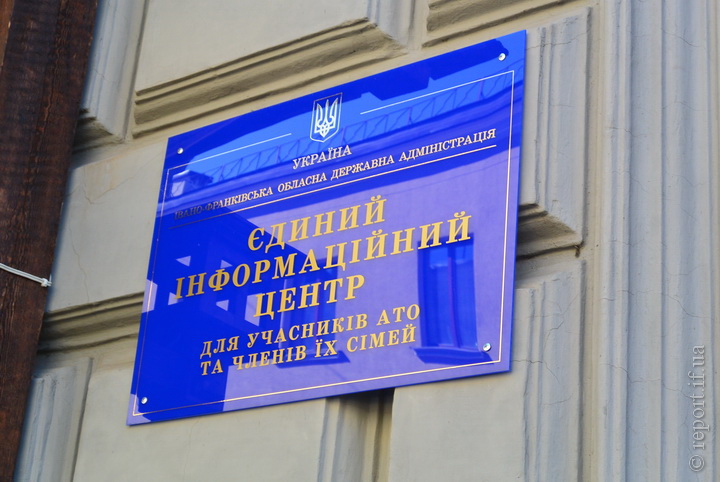 УКРАЇНА
ІВАНО-ФРАНКІВСЬКА ОБЛАСНА ДЕРЖАВНА АДМІНІСТРАЦІЯ
ЄДИНИЙ
ІНФОРМАЦІЙНИЙ
ЦЕНТР
ДЛЯ УЧАСНИКІВ АТО
ТА ЧЛЕНІВ ЇХ СІМЕЙ
© report.if.ua